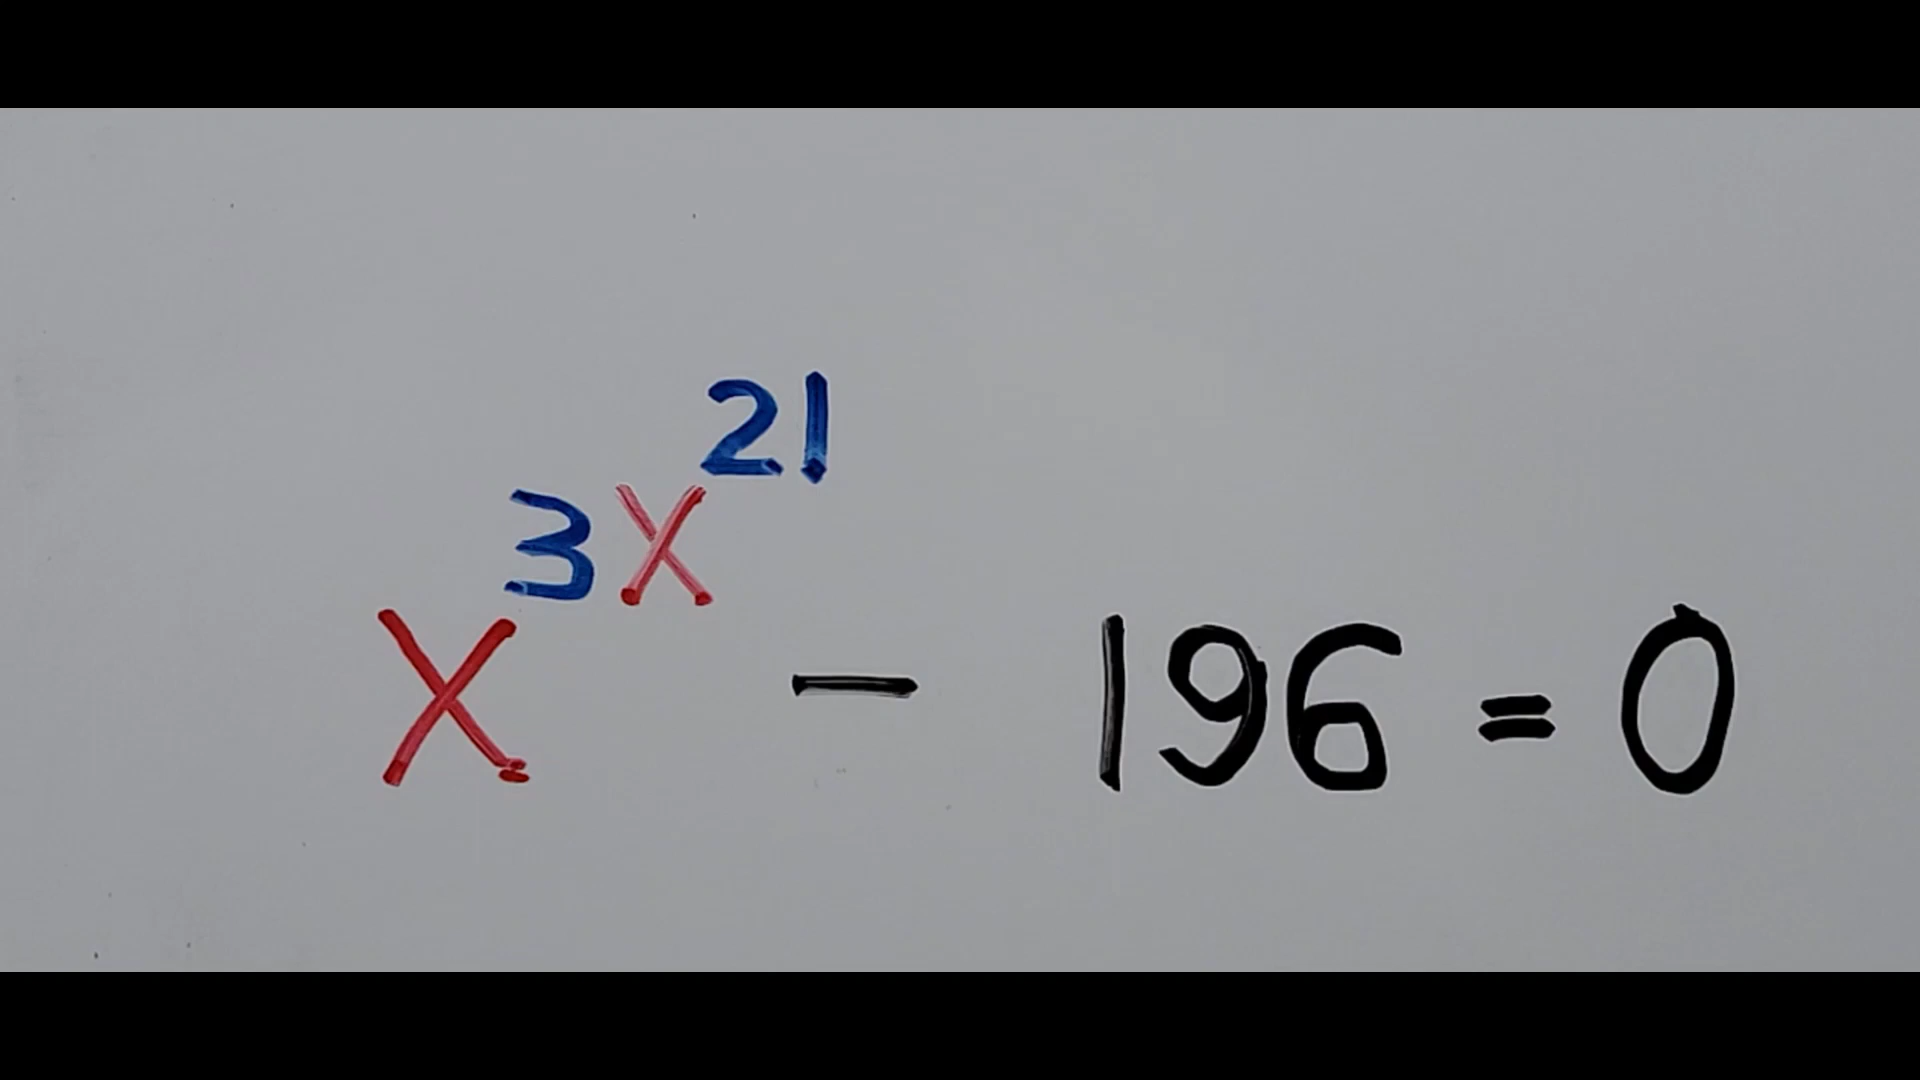 x^{3x^{21}} - 196 = 0